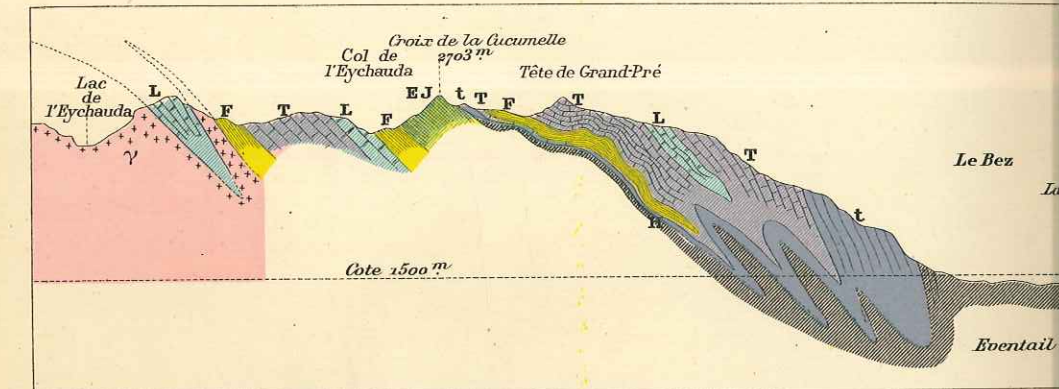 Croix de la Cucumelle
2703 m
Col de
l'Eychauda
Tête de Grand-Pré
Lac
de
l'Eychauda
L
F
T
L
F
E J
t
T
F
T
L
T
t
γ
H
Le Bez
Cote 1500 m
Eventail